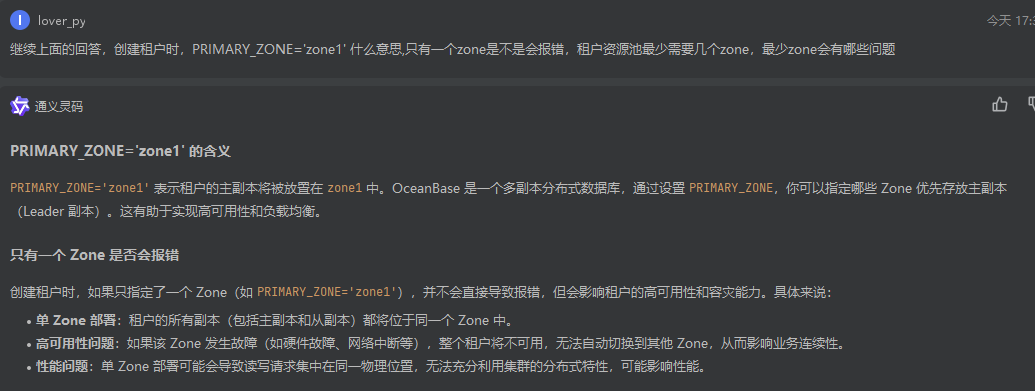 I lover_py 今天 17:3
继续上面的回答，创建租户时，PRIMARY_ZONE='zone1' 什么意思,只有一个zone是不是会报错，租户资源池最少需要几个zone，最少zone会有哪些问题
通义灵码
PRIMARY_ZONE='zone1' 的含义
PRIMARY_ZONE='zone1' 表示租户的主副本将被放置在 zone1 中。OceanBase 是一个多副本分布式数据库，通过设置 PRIMARY_ZONE，你可以指定哪些 Zone 优先存放主副本
（Leader 副本）。这有助于实现高可用性和负载均衡。
只有一个 Zone 是否会报错
创建租户时，如果只指定了一个 Zone（如 PRIMARY_ZONE='zone1'），并不会直接导致报错，但会影响租户的高可用性和容灾能力。具体来说：
• 单 Zone 部署：租户的所有副本（包括主副本和从副本）都将位于同一个 Zone 中。
• 高可用性问题：如果该 Zone 发生故障（如硬件故障、网络中断等），整个租户将不可用，无法自动切换到其他 Zone，从而影响业务连续性。
• 性能问题：单 Zone 部署可能会导致读写请求集中在同一物理位置，无法充分利用集群的分布式特性，可能影响性能。